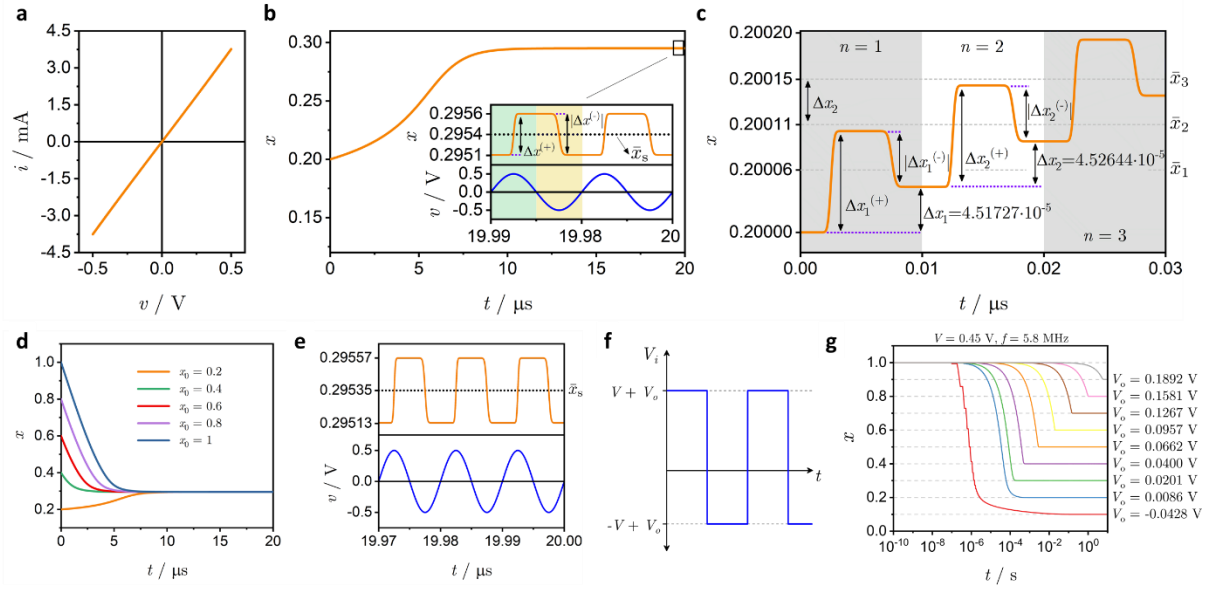 a
4.5
3.0
1.5
0.0
-1.5
-3.0
-4.5
i / mA
-0.5 0.0 0.5
v / V
b
0.30
0.25
0.20
0.15
x
0 5 10 15 20
t / μs
0.2956
0.2954
0.2951
x
Δx⁽⁺⁾
|Δx⁽⁻⁾|
x̄ₛ
0.5
0.0
-0.5
v / V
19.99 19.98 20
c
0.20020
0.20015
0.20011
0.20006
0.20000
x
n = 1
n = 2
n = 3
x̄₃
x̄₂
x̄₁
Δx₂
Δx₁⁽⁺⁾
|Δx₁⁽⁻⁾|
Δx₂⁽⁺⁾
|Δx₂⁽⁻⁾|
Δx₂=4.52644·10⁻⁵
Δx₁=4.51727·10⁻⁵
0.00 0.01 0.02 0.03
t / μs
d
1.0
0.8
0.6
0.4
0.2
x
x₀ = 0.2
x₀ = 0.4
x₀ = 0.6
x₀ = 0.8
x₀ = 1
0 5 10 15 20
t / μs
e
0.29557
0.29535
0.29513
x
x̄ₛ
0.5
0.0
-0.5
v / V
19.97 19.98 19.99 20.00
t / μs
f
Vᵢ
V + Vₒ
-V + Vₒ
t
g
V = 0.45 V, f = 5.8 MHz
1.0
0.8
0.6
0.4
0.2
0.0
x
Vₒ = 0.1892 V
Vₒ = 0.1581 V
Vₒ = 0.1267 V
Vₒ = 0.0957 V
Vₒ = 0.0662 V
Vₒ = 0.0400 V
Vₒ = 0.0201 V
Vₒ = 0.0086 V
Vₒ = -0.0428 V
10⁻¹⁰ 10⁻⁸ 10⁻⁶ 10⁻⁴ 10⁻² 10⁰
t / s